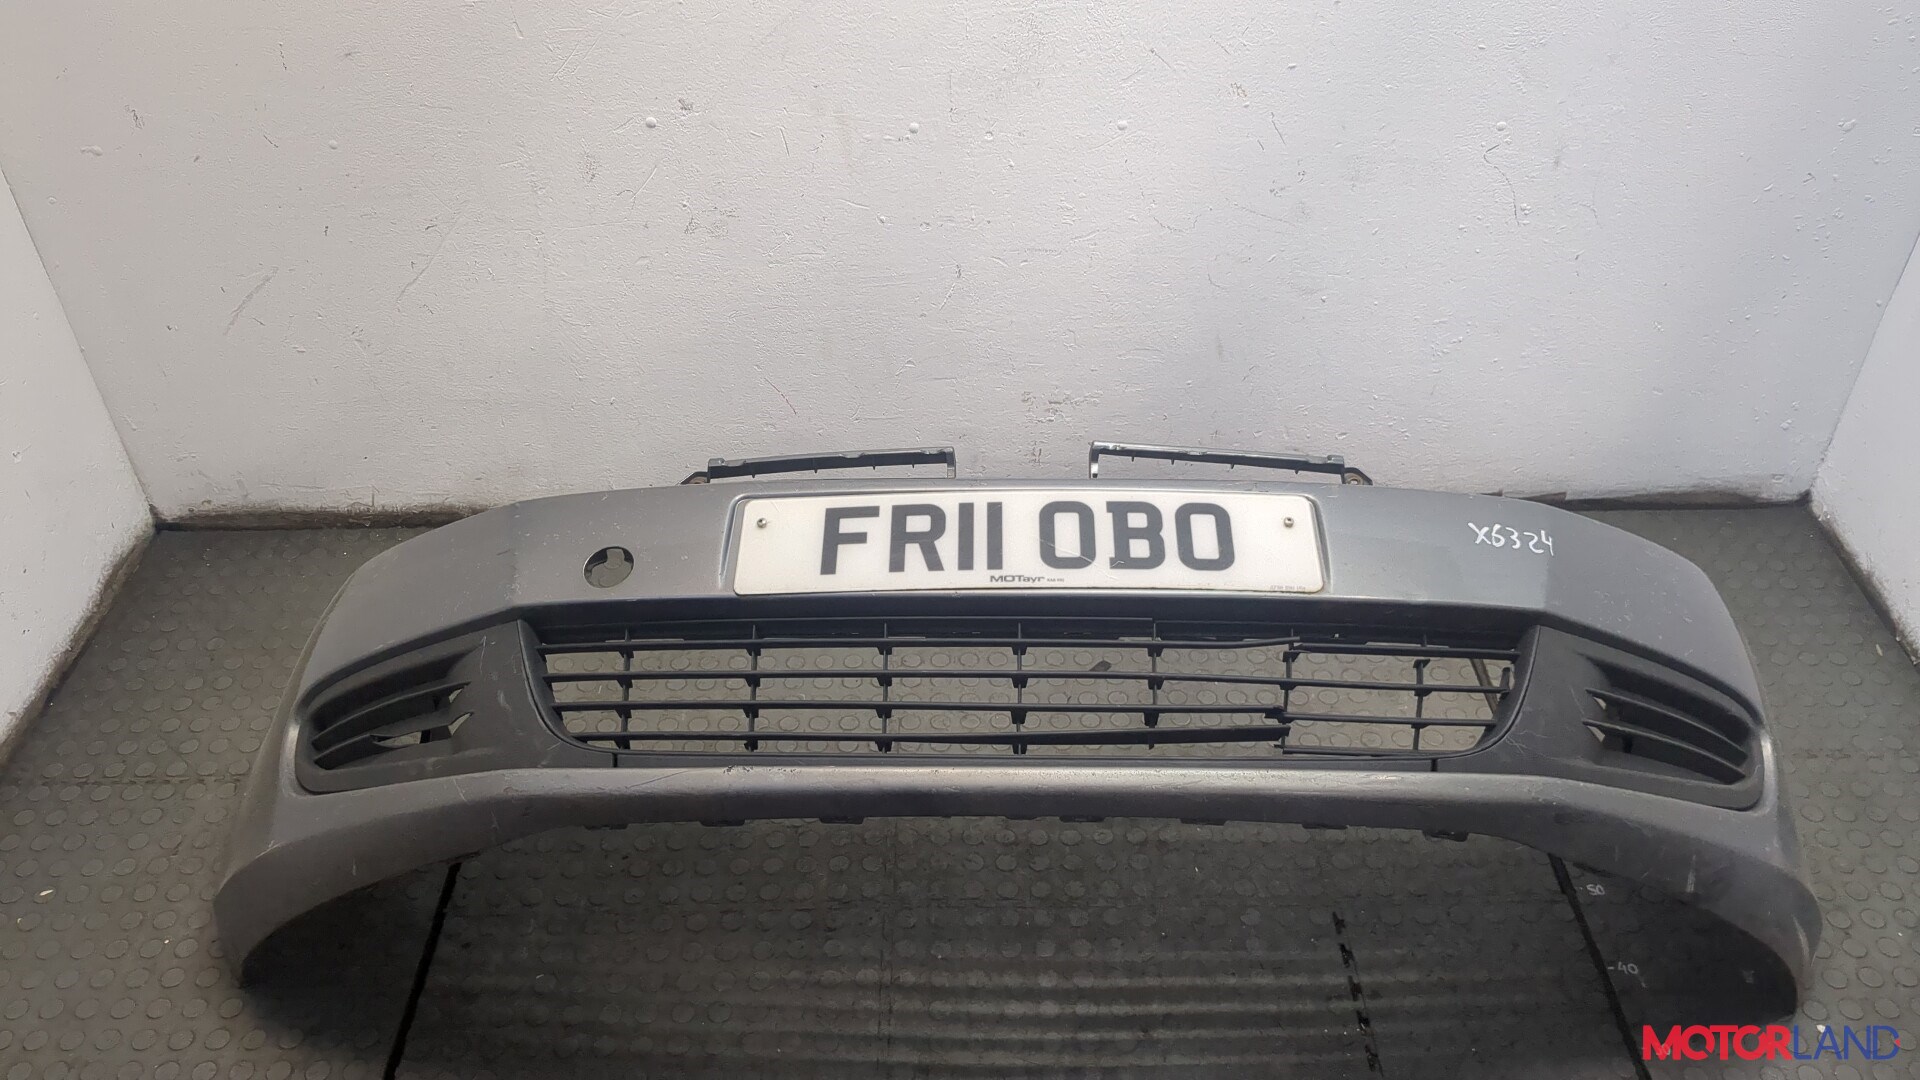 FR11 OBO
MOTayr
X6324
-50
-40
MOTORLAND